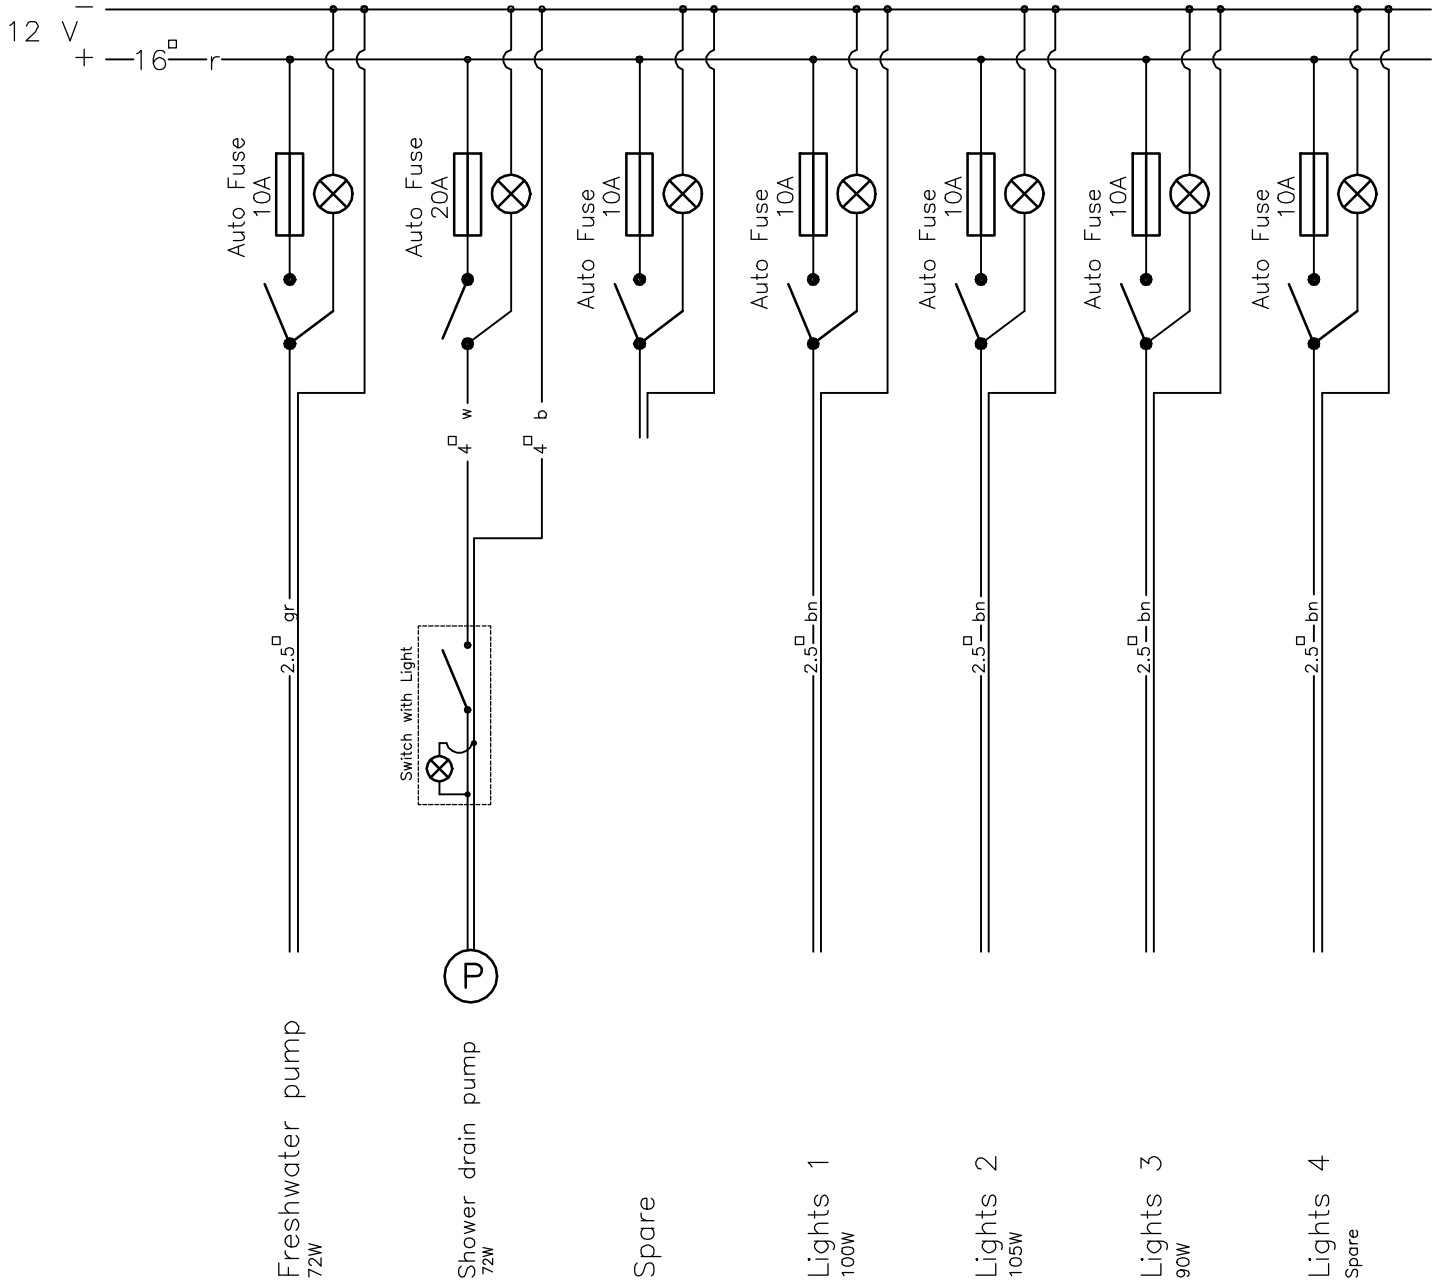 12 V
−
+
16□ r
Auto Fuse
10A
Auto Fuse
20A
Auto Fuse
10A
Auto Fuse
10A
Auto Fuse
10A
Auto Fuse
10A
Auto Fuse
10A
4□ w
4□ b
2.5□ gr
Switch with Light
2.5□ bn
2.5□ bn
2.5□ bn
2.5□ bn
P
Freshwater pump
72W
Shower drain pump
72W
Spare
Lights 1
100W
Lights 2
105W
Lights 3
90W
Lights 4
Spare